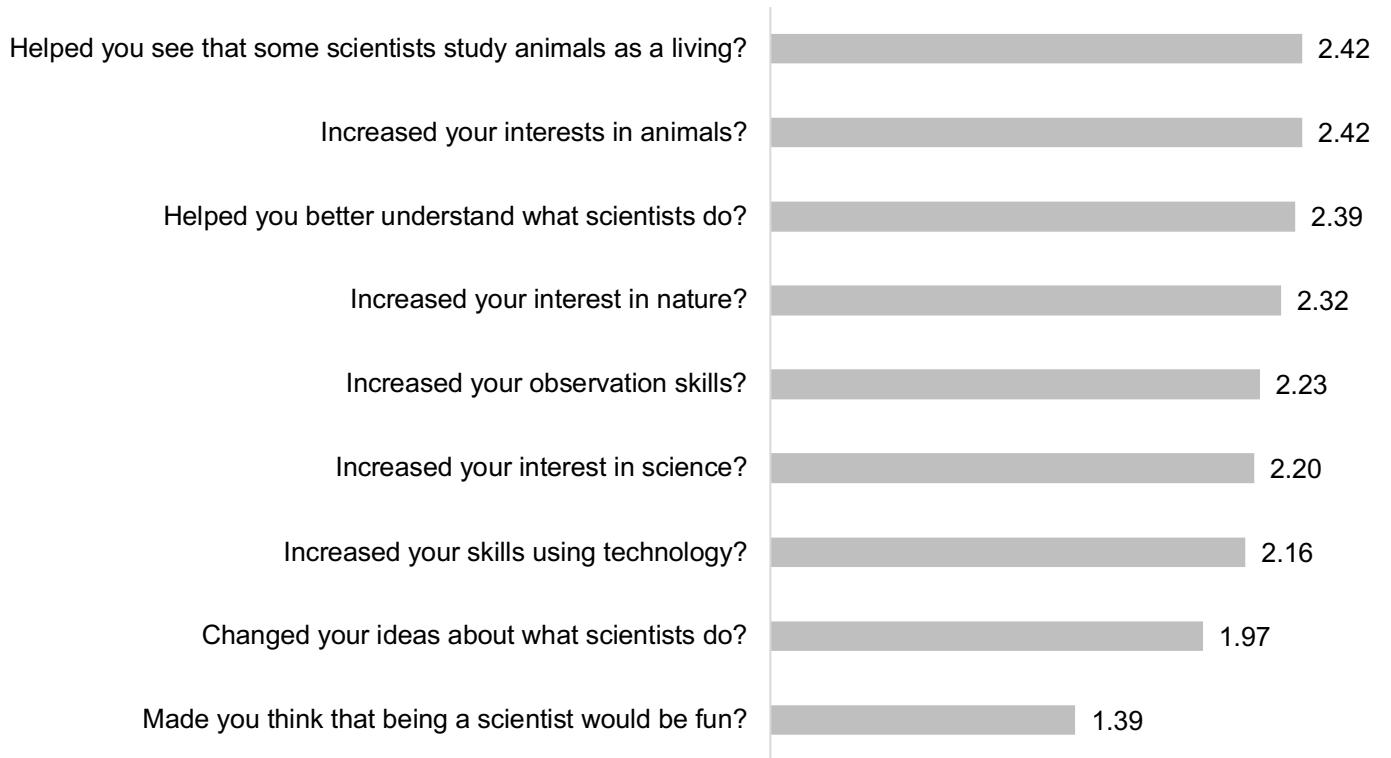 Helped you see that some scientists study animals as a living? 2.42
Increased your interests in animals? 2.42
Helped you better understand what scientists do? 2.39
Increased your interest in nature? 2.32
Increased your observation skills? 2.23
Increased your interest in science? 2.20
Increased your skills using technology? 2.16
Changed your ideas about what scientists do? 1.97
Made you think that being a scientist would be fun? 1.39